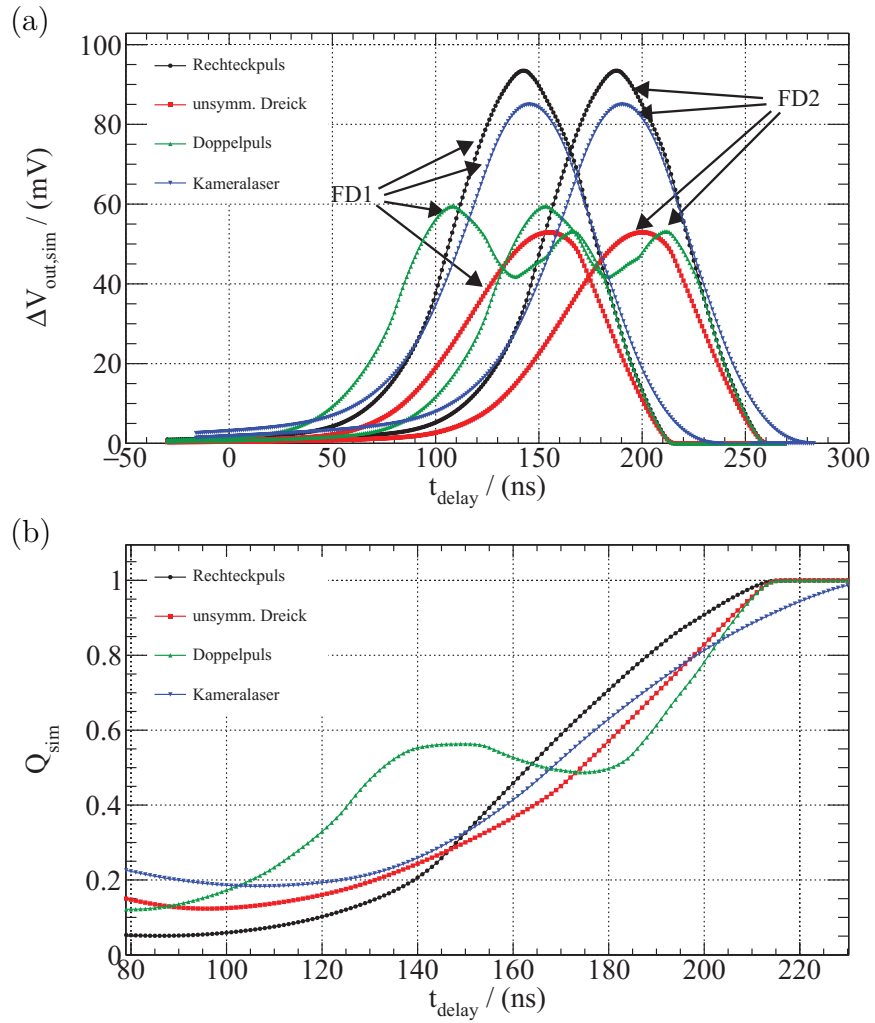 (a)
100
80
60
40
20
0
ΔV_out,sim / (mV)
Rechteckpuls
unsymm. Dreick
Doppelpuls
Kameralaser
FD1
FD2
−50 0 50 100 150 200 250 300
t_delay / (ns)
(b)
1
0.8
0.6
0.4
0.2
0
Q_sim
Rechteckpuls
unsymm. Dreick
Doppelpuls
Kameralaser
80 100 120 140 160 180 200 220
t_delay / (ns)